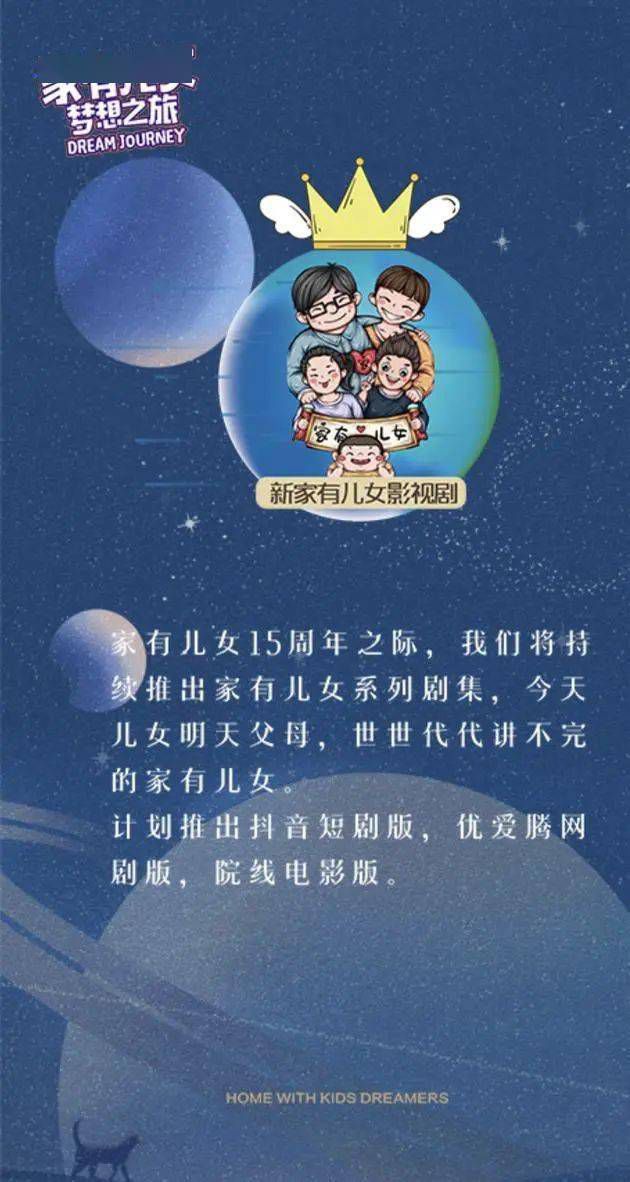 梦想之旅
DREAM JOURNEY
家有儿女
新家有儿女影视剧
家有儿女15周年之际，我们将持
续推出家有儿女系列剧集，今天
儿女明天父母，世世代代讲不完
的家有儿女。
计划推出抖音短剧版，优爱腾网
剧版，院线电影版。
HOME WITH KIDS DREAMERS